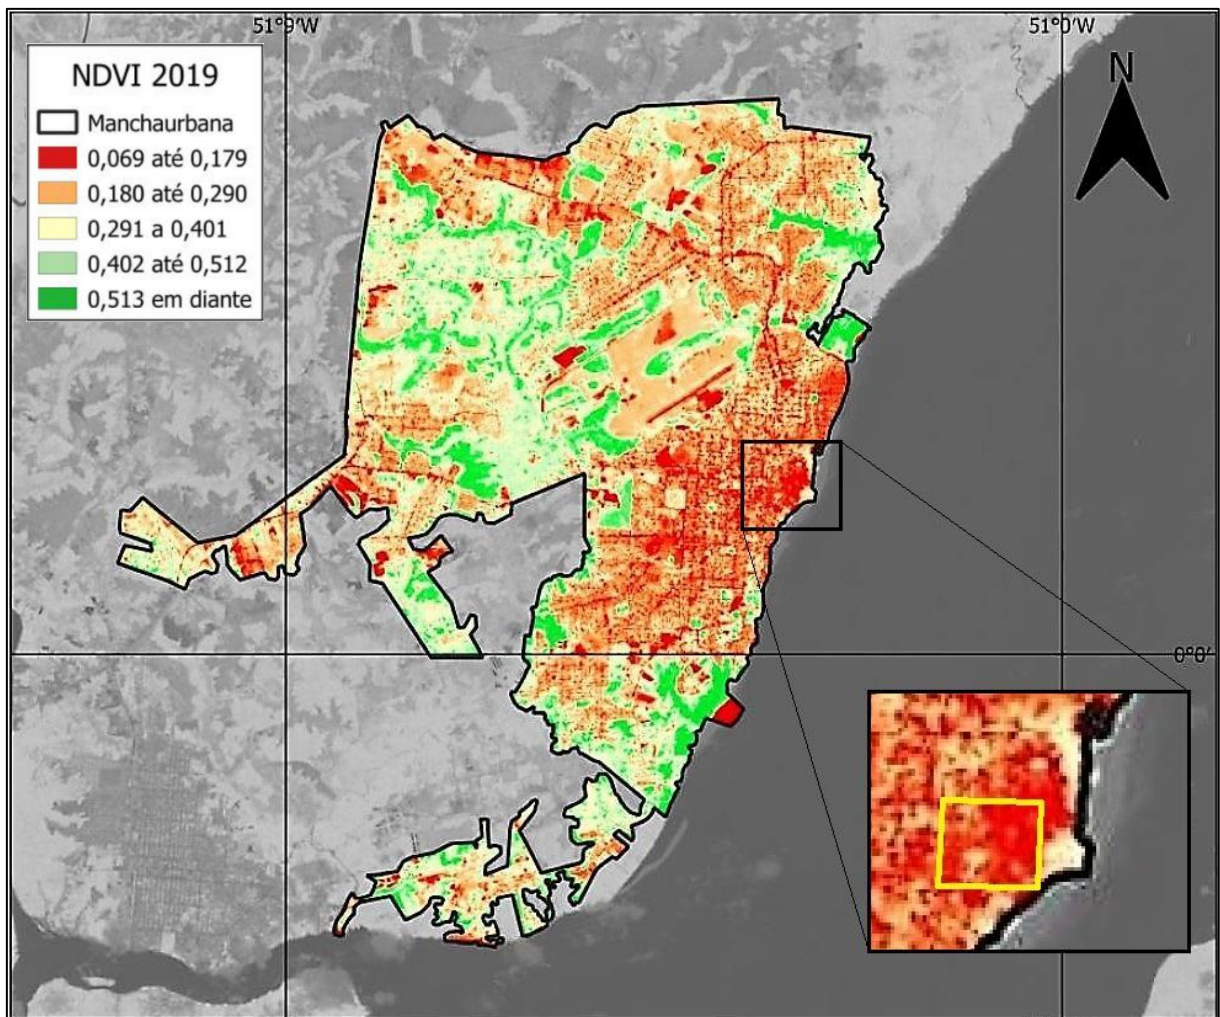 51°9'W
51°0'W
N
NDVI 2019
Manchaurbana
0,069 até 0,179
0,180 até 0,290
0,291 a 0,401
0,402 até 0,512
0,513 em diante
0°0'